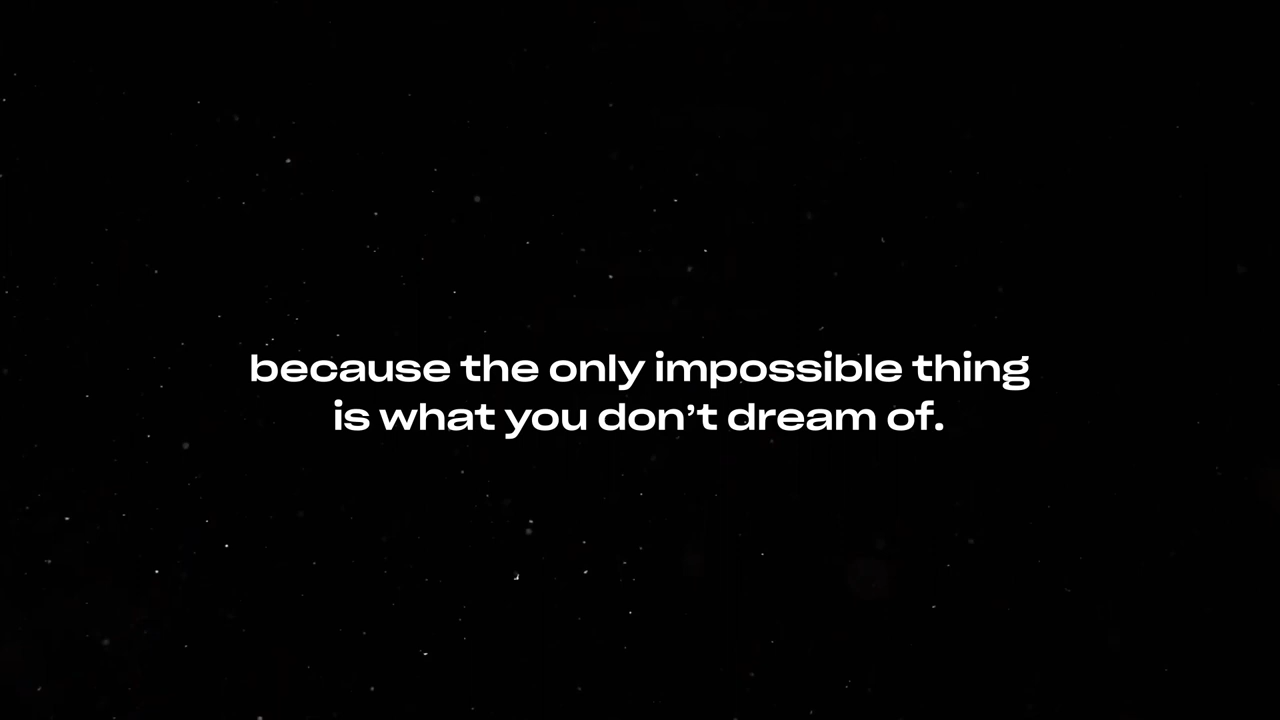 because the only impossible thing
is what you don’t dream of.